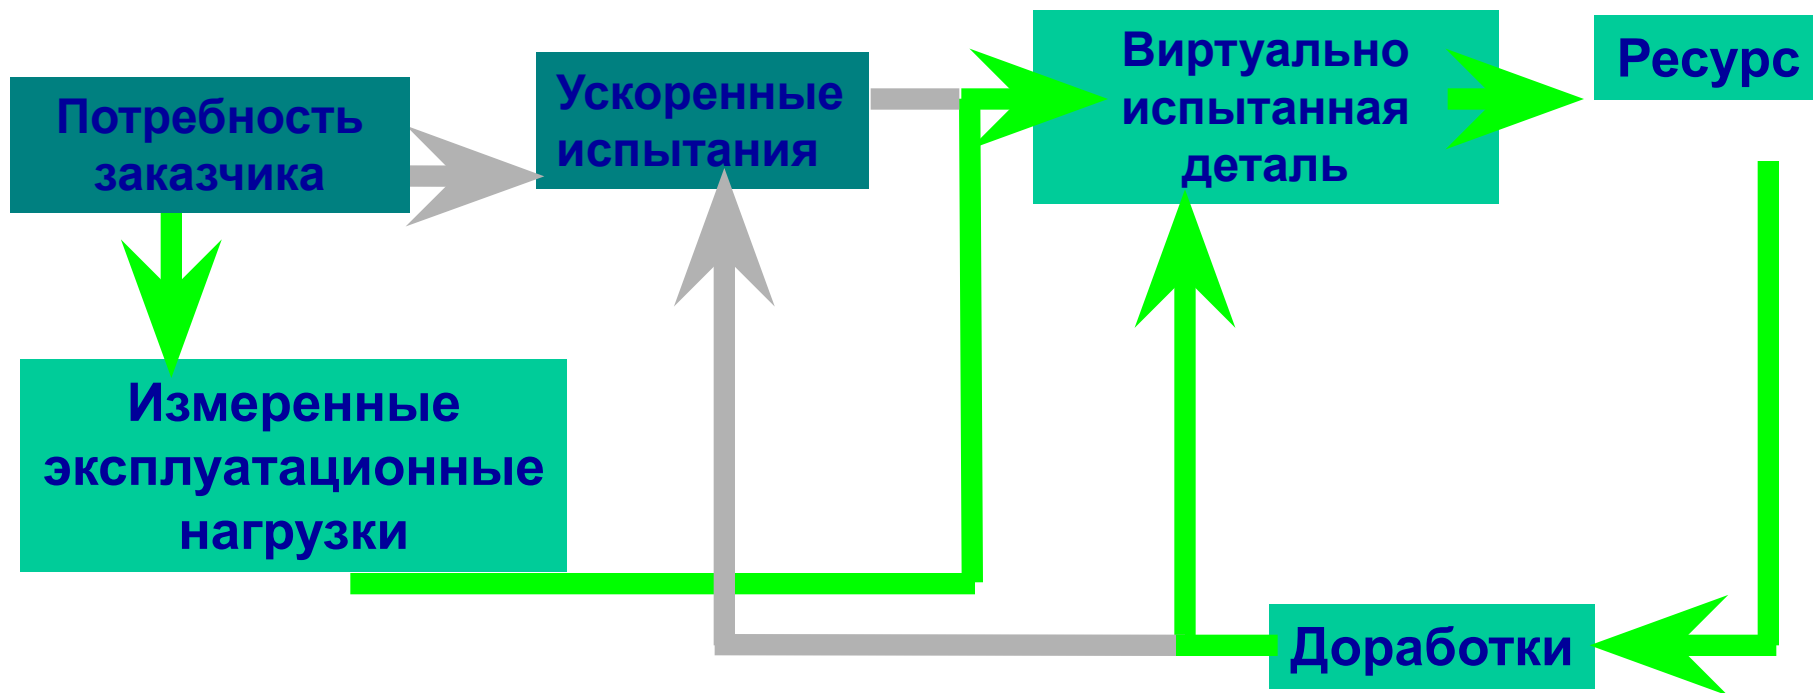 Потребность
заказчика
Ускоренные
испытания
Виртуально
испытанная
деталь
Ресурс
Измеренные
эксплуатационные
нагрузки
Доработки